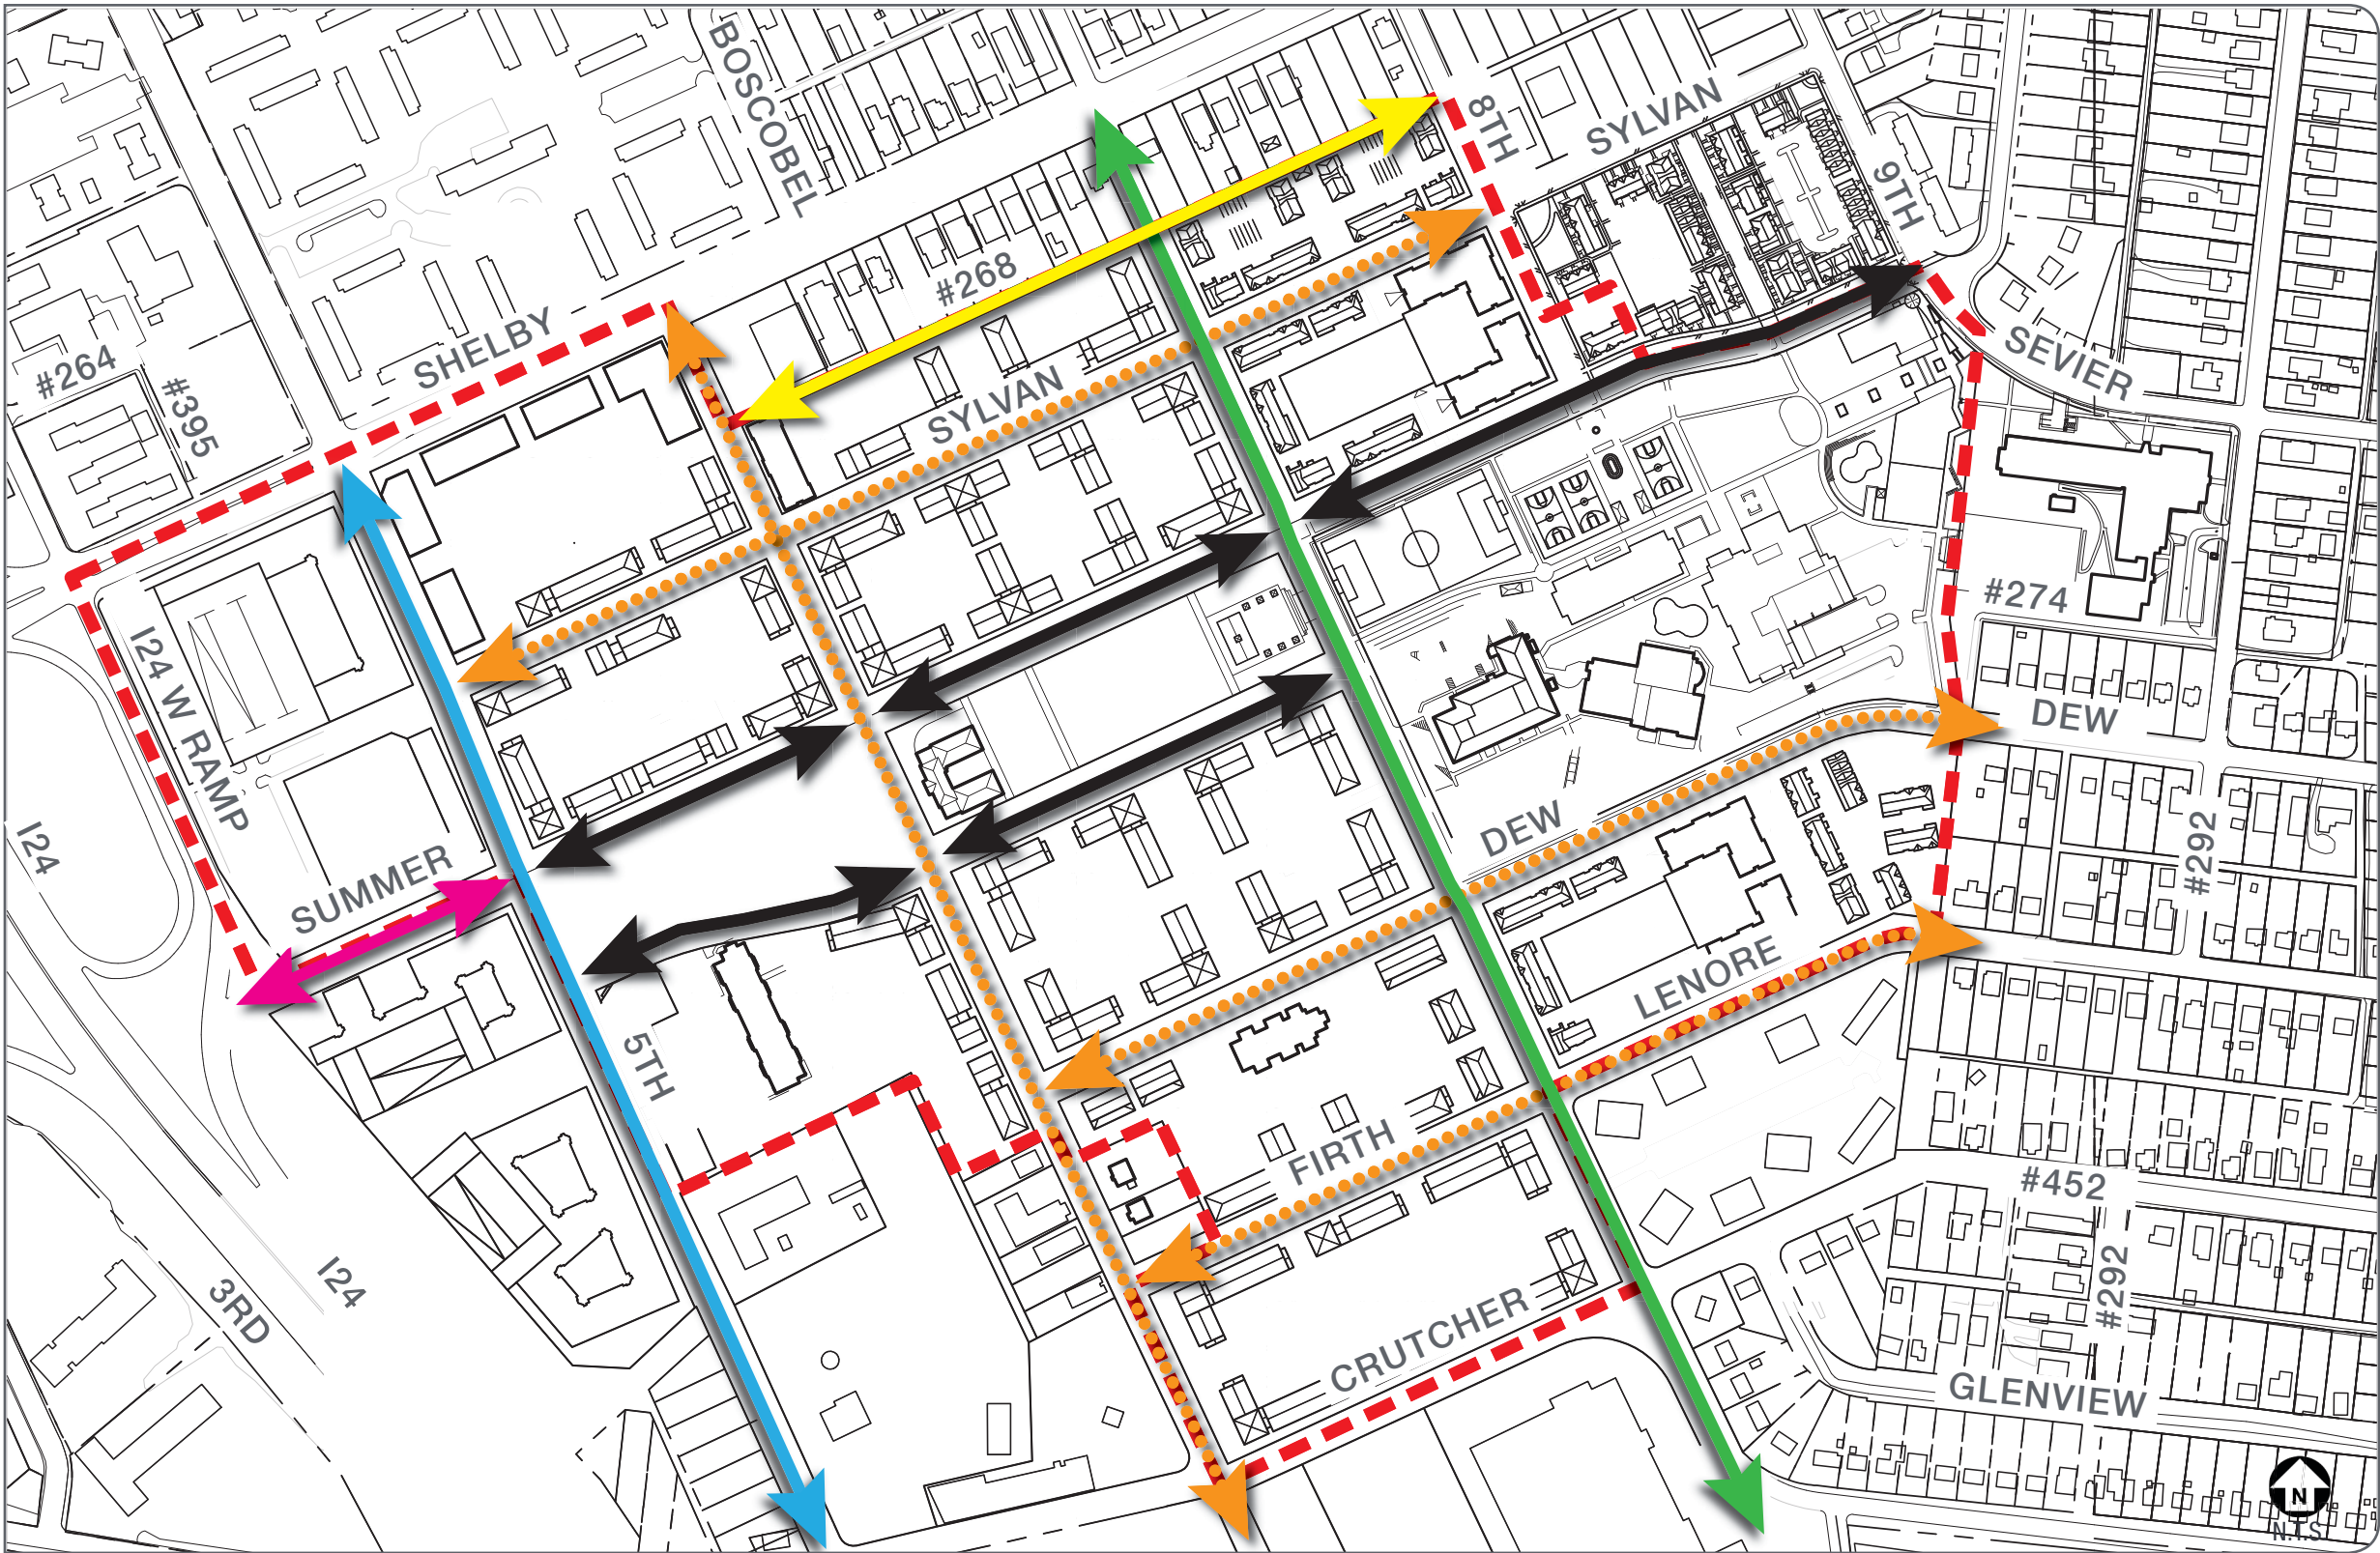 BOSCOBEL
8TH
SYLVAN
9TH
#268
SHELBY
#264
#395
SEVIER
SYLVAN
#274
I24 W RAMP
DEW
DEW
I24
SUMMER
#292
LENORE
5TH
FIRTH
#452
#292
I24
3RD
CRUTCHER
GLENVIEW
N
N.T.S